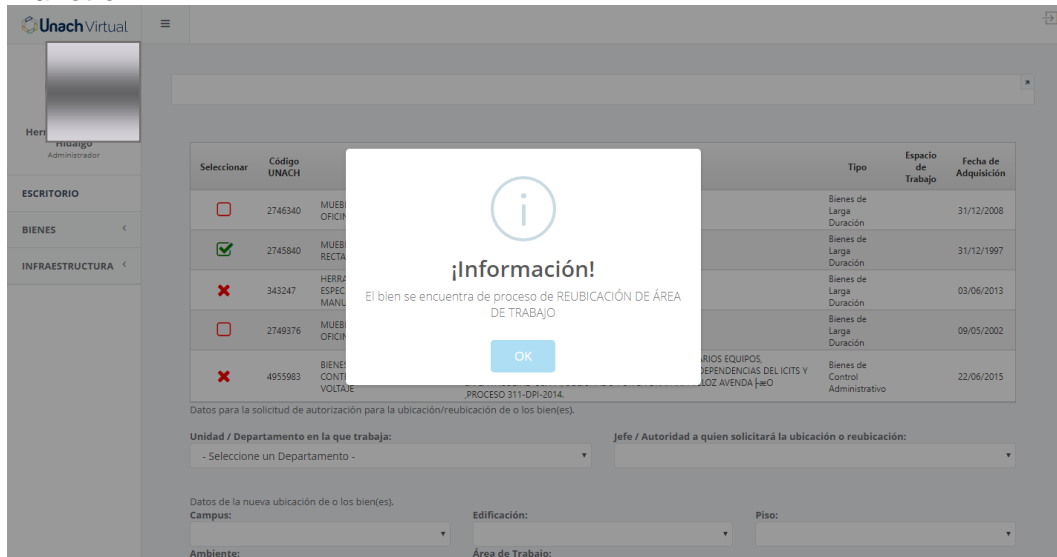 Unach Virtual
Hidalgo
Administrador
ESCRITORIO
BIENES
INFRAESTRUCTURA
Seleccionar Código UNACH Tipo Espacio de Trabajo Fecha de Adquisición
2746340 MUEB OFICIN Bienes de Larga Duración 31/12/2008
2745840 MUEB RECTA Bienes de Larga Duración 31/12/1997
343247 HERRA ESPEC MANU Bienes de Larga Duración 03/06/2013
2749376 MUEB OFICIN Bienes de Larga Duración 09/05/2002
4955983 BIENES CONT VOLTAJE RIOS EQUIPOS, DEPENDENCIAS DEL ICITS Y LOZ AVENDA├æO ,PROCESO 311-DPI-2014. Bienes de Control Administrativo 22/06/2015
¡Información!
El bien se encuentra de proceso de REUBICACIÓN DE ÁREA
DE TRABAJO
OK
Datos para la solicitud de autorización para la ubicación/reubicación de o los bien(es).
Unidad / Departamento en la que trabaja: Jefe / Autoridad a quien solicitará la ubicación o reubicación:
- Seleccione un Departamento -
Datos de la nueva ubicación de o los bien(es).
Campus: Edificación: Piso:
Ambiente: Área de Trabajo: